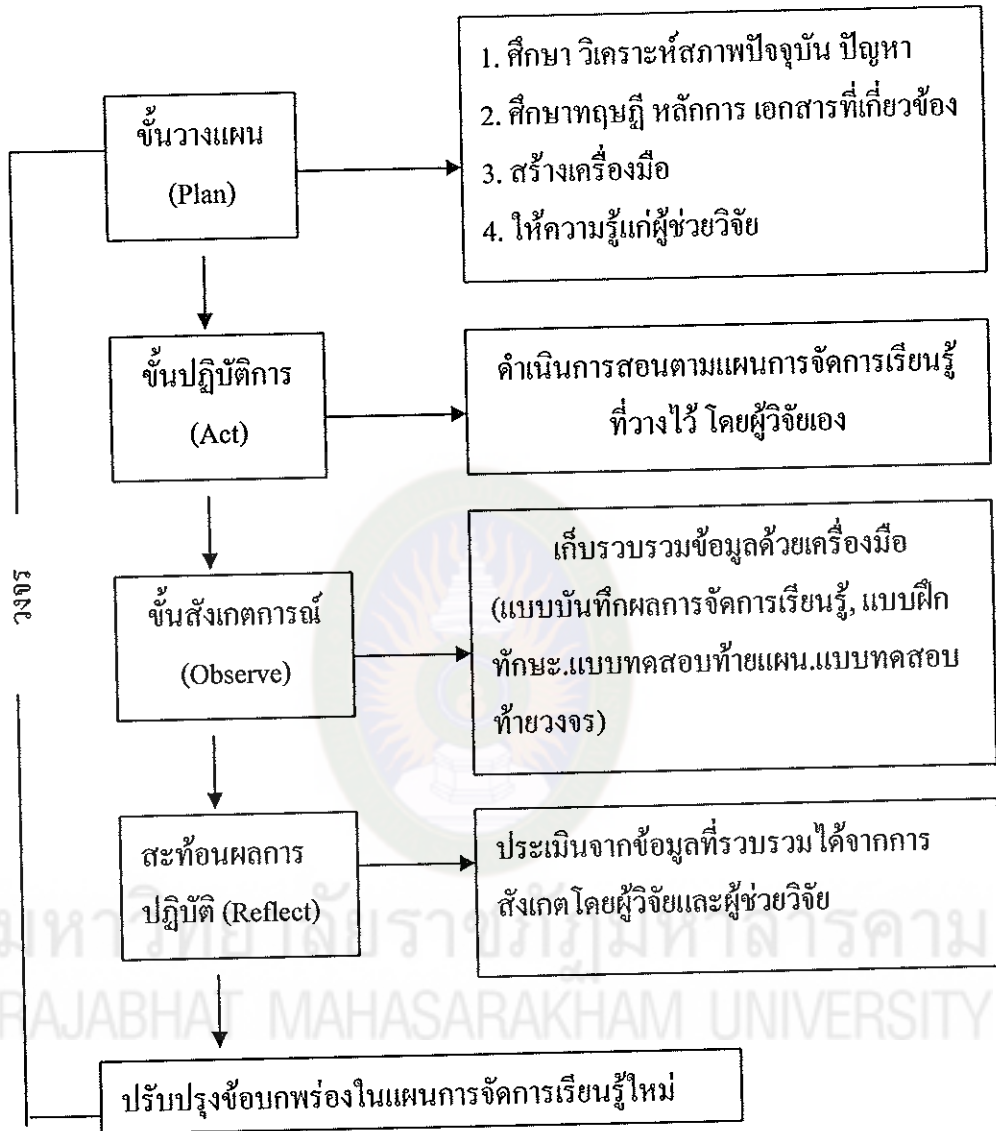 ขั้นวางแผน
(Plan)
1. ศึกษา วิเคราะห์สภาพปัจจุบัน ปัญหา
2. ศึกษาทฤษฎี หลักการ เอกสารที่เกี่ยวข้อง
3. สร้างเครื่องมือ
4. ให้ความรู้แก่ผู้ช่วยวิจัย
ขั้นปฏิบัติการ
(Act)
ดำเนินการสอนตามแผนการจัดการเรียนรู้
ที่วางไว้ โดยผู้วิจัยเอง
วงจร
ขั้นสังเกตการณ์
(Observe)
เก็บรวบรวมข้อมูลด้วยเครื่องมือ
(แบบบันทึกผลการจัดการเรียนรู้, แบบฝึก
ทักษะ.แบบทดสอบท้ายแผน.แบบทดสอบ
ท้ายวงจร)
สะท้อนผลการ
ปฏิบัติ (Reflect)
ประเมินจากข้อมูลที่รวบรวมได้จากการ
สังเกตโดยผู้วิจัยและผู้ช่วยวิจัย
มหาวิทยาลัยราชภัฏมหาสารคาม
RAJABHAT MAHASARAKHAM UNIVERSITY
ปรับปรุงข้อบกพร่องในแผนการจัดการเรียนรู้ใหม่